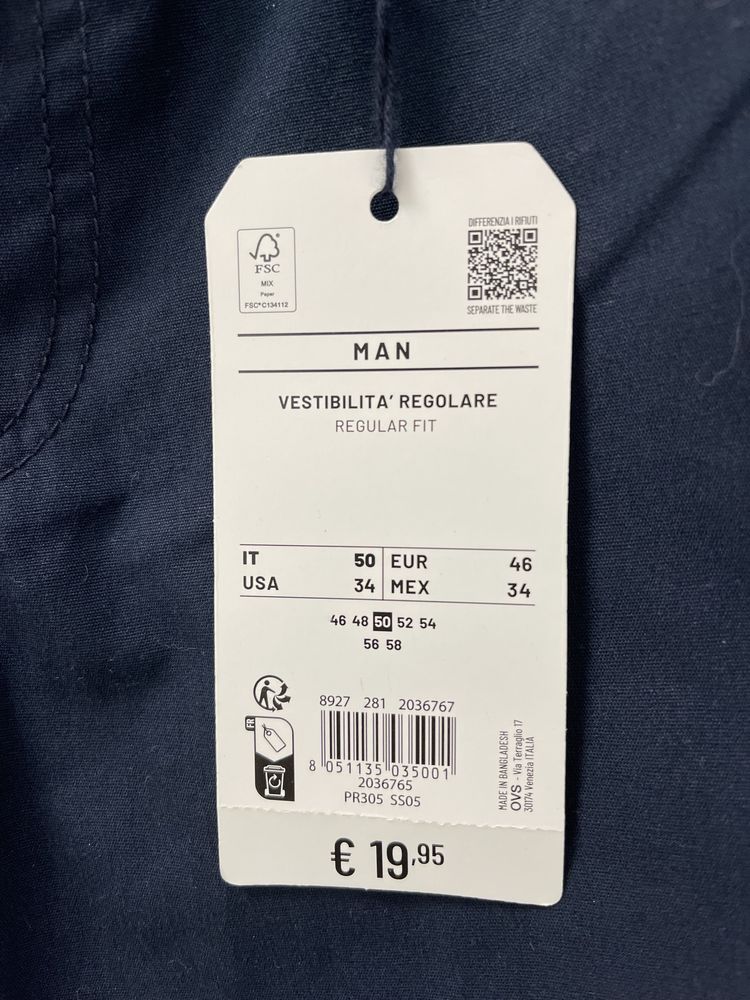 DIFFERENZIA I RIFIUTI
FSC
MIX
Paper
FSC® C134112
SEPARATE THE WASTE
MAN
VESTIBILITA' REGOLARE
REGULAR FIT
IT 50 EUR 46
USA 34 MEX 34
46 48 50 52 54
56 58
FR
8927 281 2036767
8 051135 035001
2036765
PR305 SS05
MADE IN BANGLADESH
OVS - Via Terraglio 17
30174 Venezia ITALIA
€ 19,95